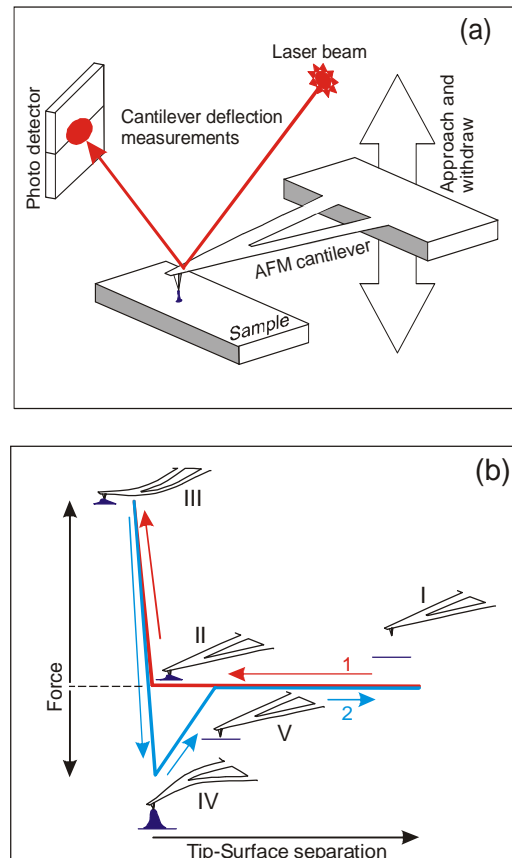 (a)
Laser beam
Cantilever deflection
measurements
Photo detector
Approach and
withdraw
AFM cantilever
Sample
(b)
III
I
II
1
Force
2
V
IV
Tip-Surface separation